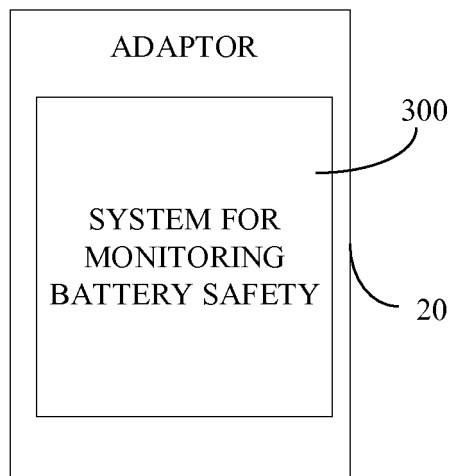 ADAPTOR
300
SYSTEM FOR
MONITORING
BATTERY SAFETY
20